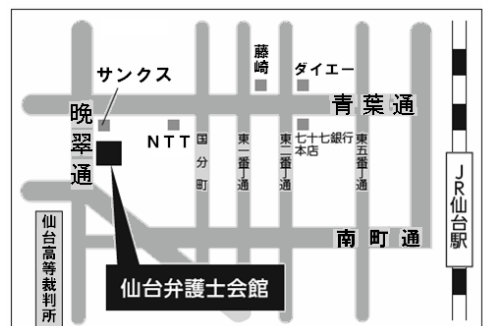 藤崎
ダイエー
サンクス
青葉通
晩翠通
NTT
国分町
東一番丁通
東二番丁通
七十七銀行
本店
東五番丁通
JR仙台駅
南町通
仙台高等裁判所
仙台弁護士会館